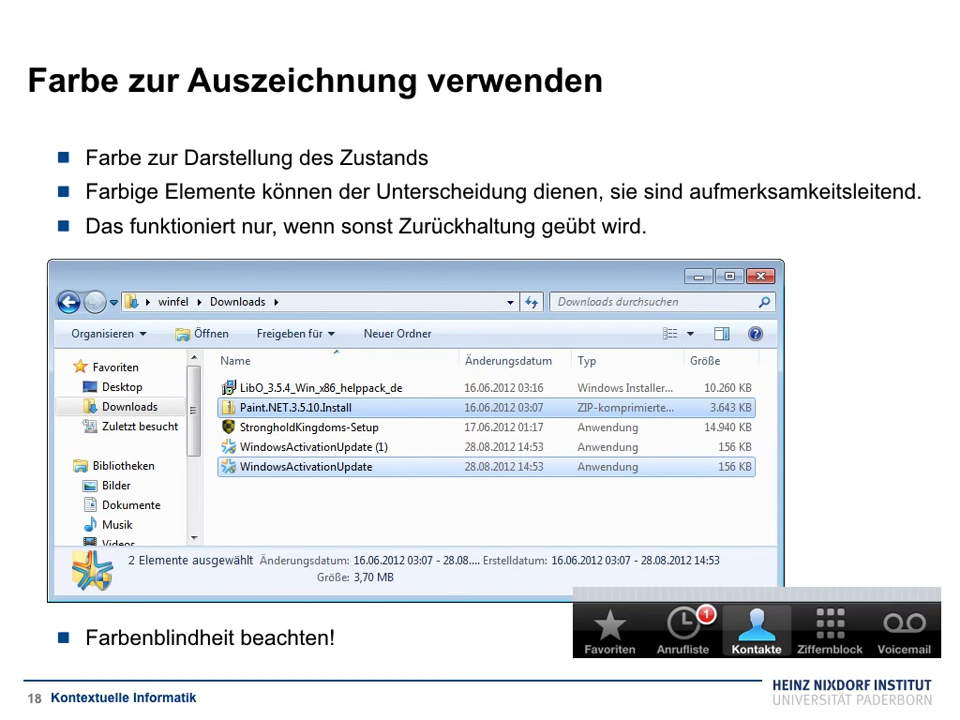 Farbe zur Auszeichnung verwenden
Farbe zur Darstellung des Zustands
Farbige Elemente können der Unterscheidung dienen, sie sind aufmerksamkeitsleitend.
Das funktioniert nur, wenn sonst Zurückhaltung geübt wird.
winfel Downloads
Downloads durchsuchen
Organisieren Öffnen Freigeben für Neuer Ordner
Favoriten
Desktop
Downloads
Zuletzt besucht
Bibliotheken
Bilder
Dokumente
Musik
Videos
Name Änderungsdatum Typ Größe
LibO_3.5.4_Win_x86_helppack_de 16.06.2012 03:16 Windows Installer... 10.260 KB
Paint.NET.3.5.10.Install 16.06.2012 03:07 ZIP-komprimierte... 3.643 KB
StrongholdKingdoms-Setup 17.06.2012 01:17 Anwendung 14.940 KB
WindowsActivationUpdate (1) 28.08.2012 14:53 Anwendung 156 KB
WindowsActivationUpdate 28.08.2012 14:53 Anwendung 156 KB
2 Elemente ausgewählt Änderungsdatum: 16.06.2012 03:07 - 28.08.... Erstelldatum: 16.06.2012 03:07 - 28.08.2012 14:53
Größe: 3,70 MB
1
Favoriten Anrufliste Kontakte Ziffernblock Voicemail
Farbenblindheit beachten!
18 Kontextuelle Informatik
HEINZ NIXDORF INSTITUT
UNIVERSITÄT PADERBORN